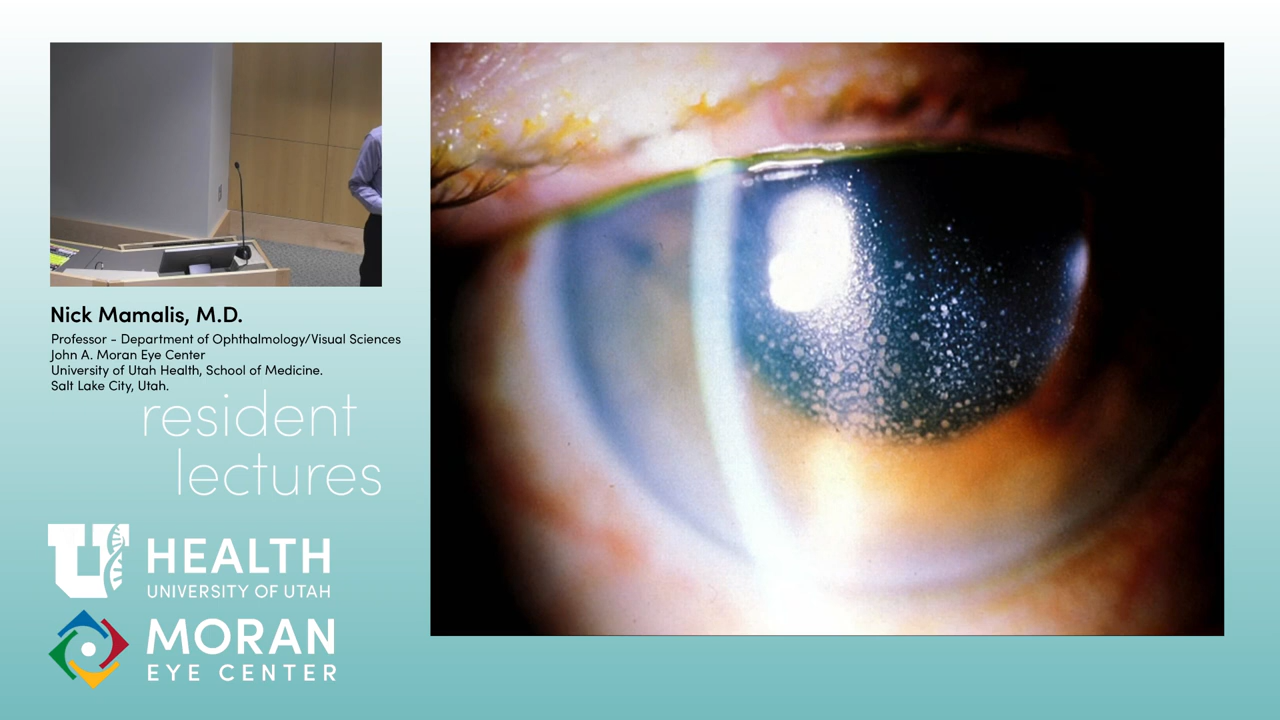 Nick Mamalis, M.D.
Professor - Department of Ophthalmology/Visual Sciences
John A. Moran Eye Center
University of Utah Health, School of Medicine.
Salt Lake City, Utah.
resident
lectures
U HEALTH
UNIVERSITY OF UTAH
MORAN
EYE CENTER